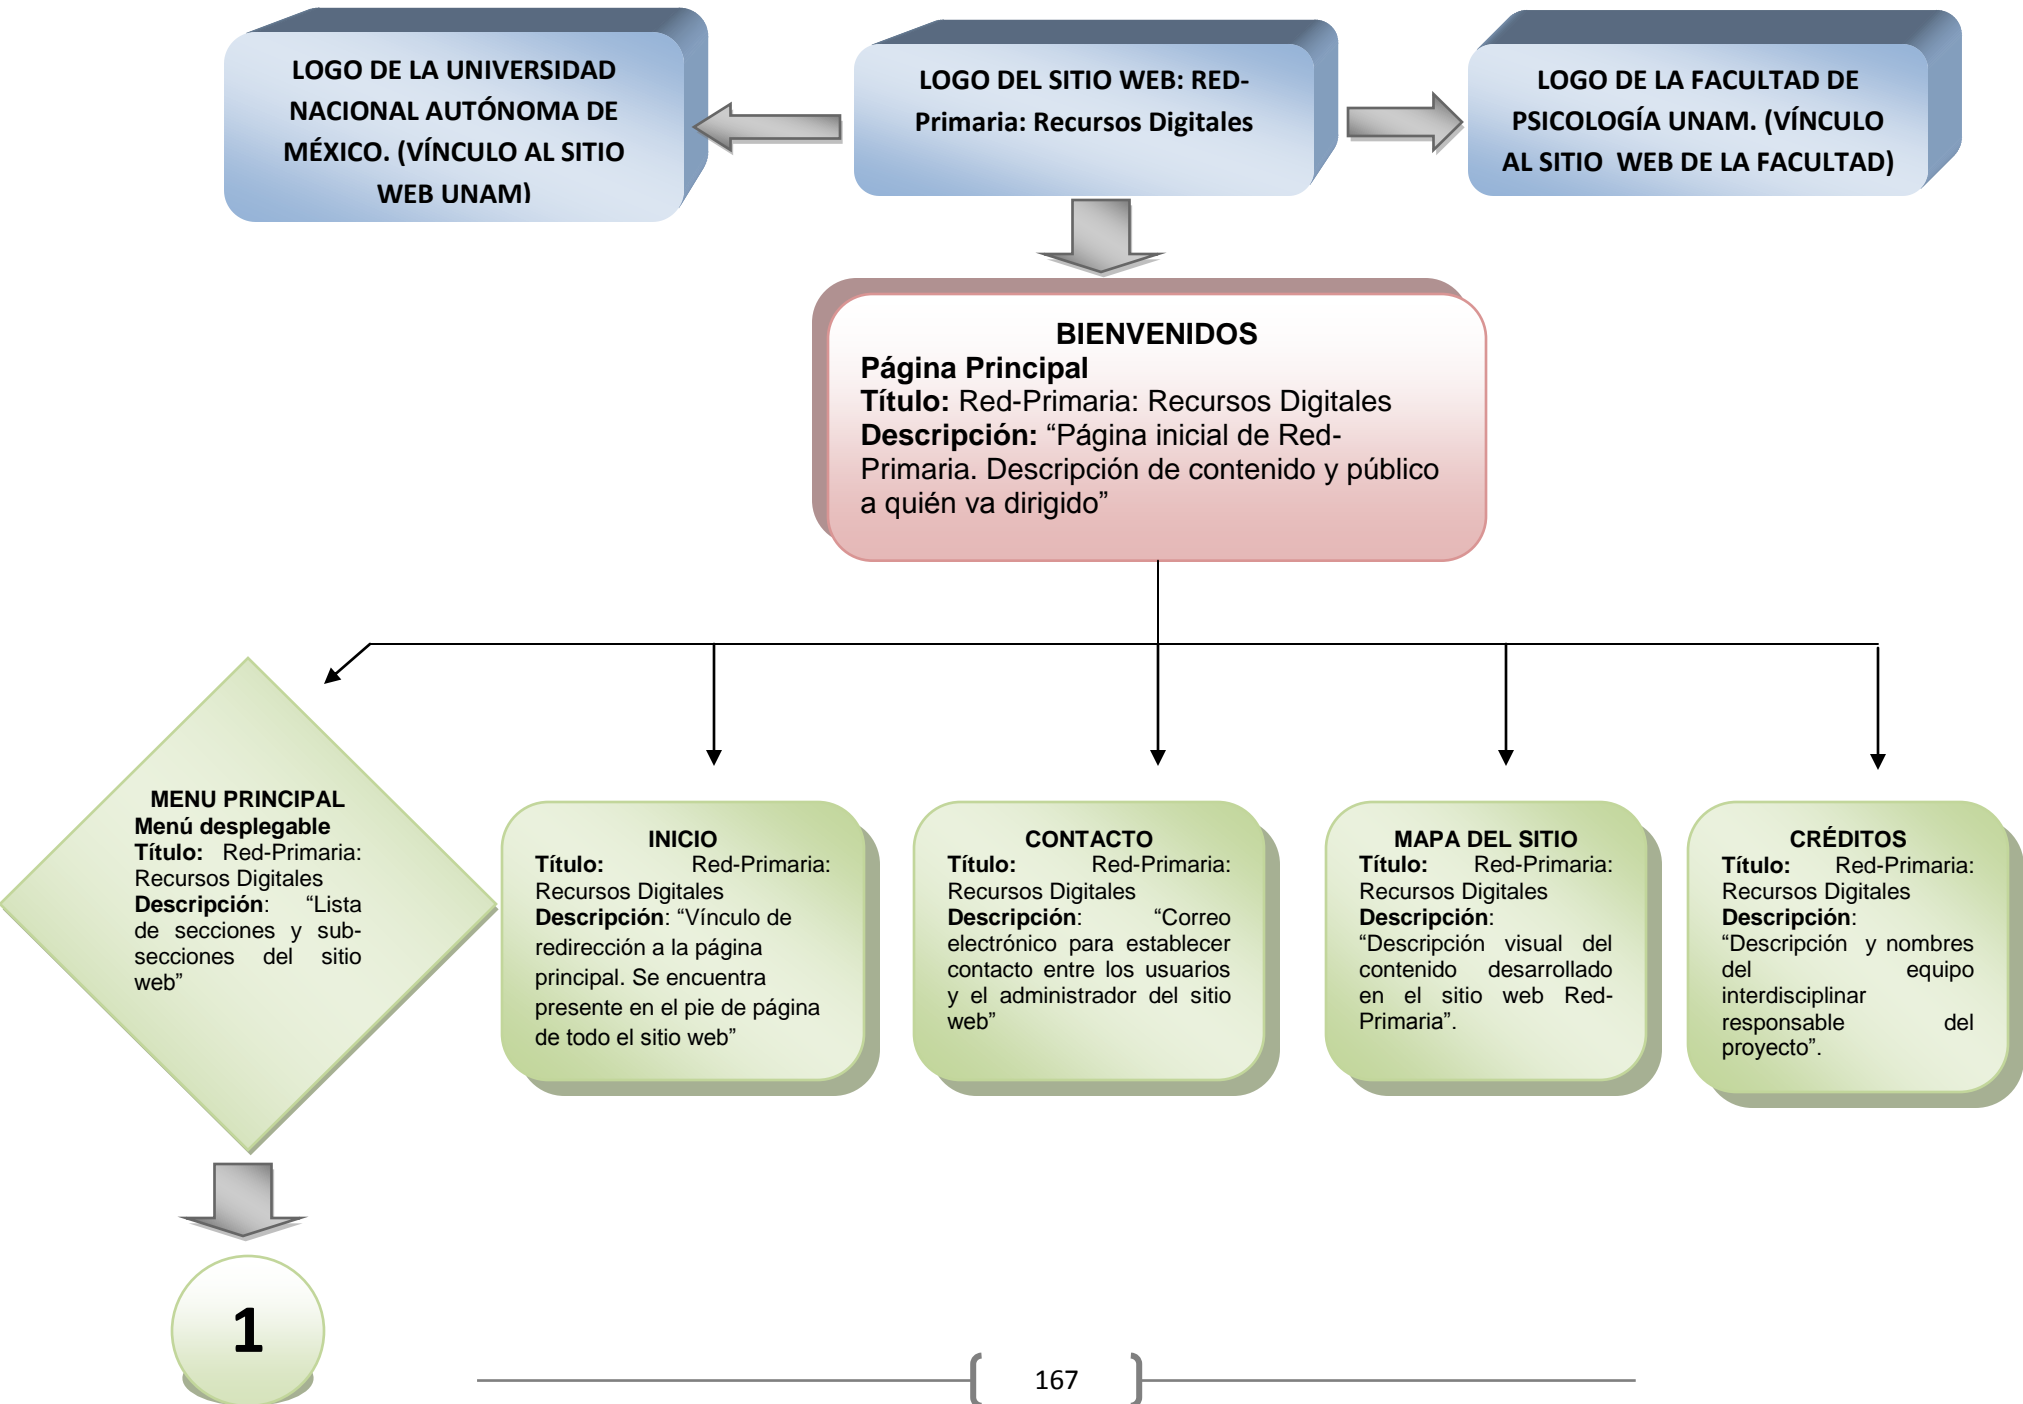 LOGO DE LA UNIVERSIDAD
NACIONAL AUTÓNOMA DE
MÉXICO. (VÍNCULO AL SITIO
WEB UNAM)
LOGO DEL SITIO WEB: RED-
Primaria: Recursos Digitales
LOGO DE LA FACULTAD DE
PSICOLOGÍA UNAM. (VÍNCULO
AL SITIO WEB DE LA FACULTAD)
BIENVENIDOS
Página Principal
Título: Red-Primaria: Recursos Digitales
Descripción: “Página inicial de Red-
Primaria. Descripción de contenido y público
a quién va dirigido”
MENU PRINCIPAL
Menú desplegable
Título: Red-Primaria:
Recursos Digitales
Descripción: “Lista
de secciones y sub-
secciones del sitio
web”
INICIO
Título: Red-Primaria:
Recursos Digitales
Descripción: “Vínculo de
redirección a la página
principal. Se encuentra
presente en el pie de página
de todo el sitio web”
CONTACTO
Título: Red-Primaria:
Recursos Digitales
Descripción: “Correo
electrónico para establecer
contacto entre los usuarios
y el administrador del sitio
web”
MAPA DEL SITIO
Título: Red-Primaria:
Recursos Digitales
Descripción:
“Descripción visual del
contenido desarrollado
en el sitio web Red-
Primaria”.
CRÉDITOS
Título: Red-Primaria:
Recursos Digitales
Descripción:
“Descripción y nombres
del equipo
interdisciplinar
responsable del
proyecto”.
1
167